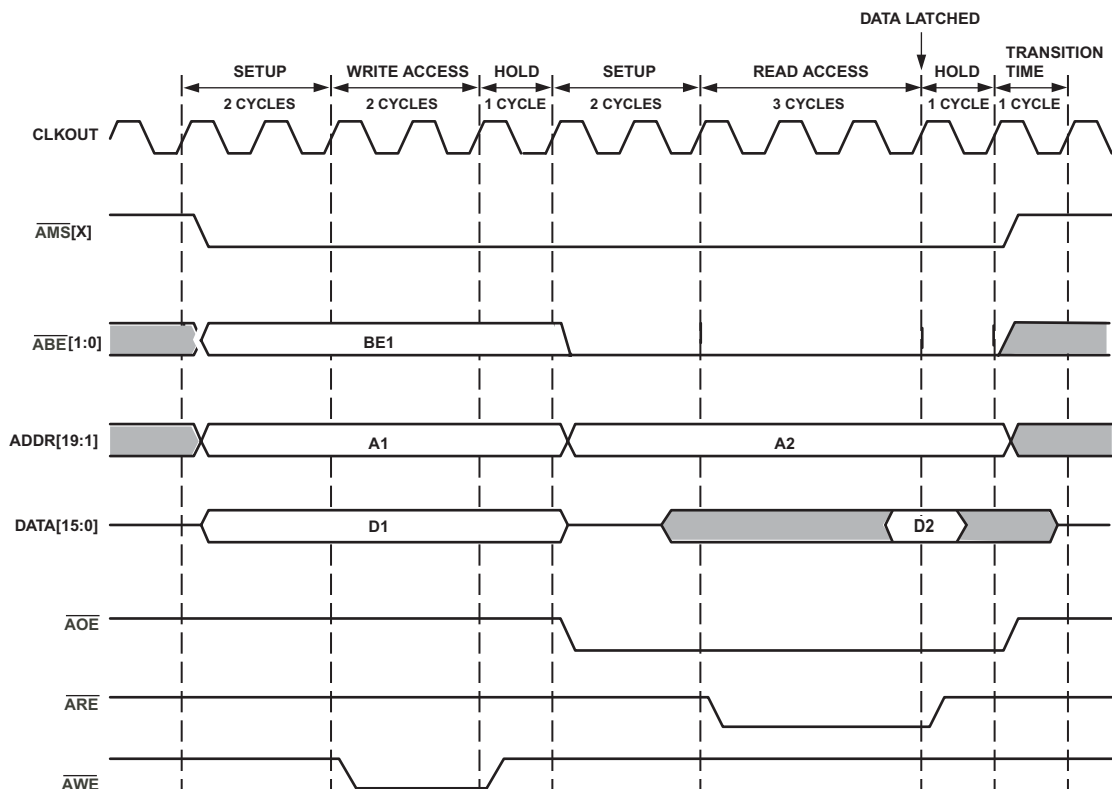 DATA LATCHED
TRANSITION
TIME
SETUP
WRITE ACCESS
HOLD
SETUP
READ ACCESS
HOLD
2 CYCLES
2 CYCLES
1 CYCLE
2 CYCLES
3 CYCLES
1 CYCLE
1 CYCLE
CLKOUT
AMS[X]
ABE[1:0]
BE1
ADDR[19:1]
A1
A2
DATA[15:0]
D1
D2
AOE
ARE
AWE